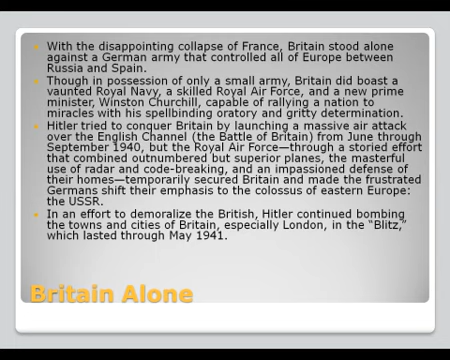 With the disappointing collapse of France, Britain stood alone
against a German army that controlled all of Europe between
Russia and Spain.
Though in possession of only a small army, Britain did boast a
vaunted Royal Navy, a skilled Royal Air Force, and a new prime
minister, Winston Churchill, capable of rallying a nation to
miracles with his spellbinding oratory and gritty determination.
Hitler tried to conquer Britain by launching a massive air attack
over the English Channel (the Battle of Britain) from June through
September 1940, but the Royal Air Force—through a storied effort
that combined outnumbered but superior planes, the masterful
use of radar and code-breaking, and an impassioned defense of
their homes—temporarily secured Britain and made the frustrated
Germans shift their emphasis to the colossus of eastern Europe:
the USSR.
In an effort to demoralize the British, Hitler continued bombing
the towns and cities of Britain, especially London, in the “Blitz,”
which lasted through May 1941.
Britain Alone